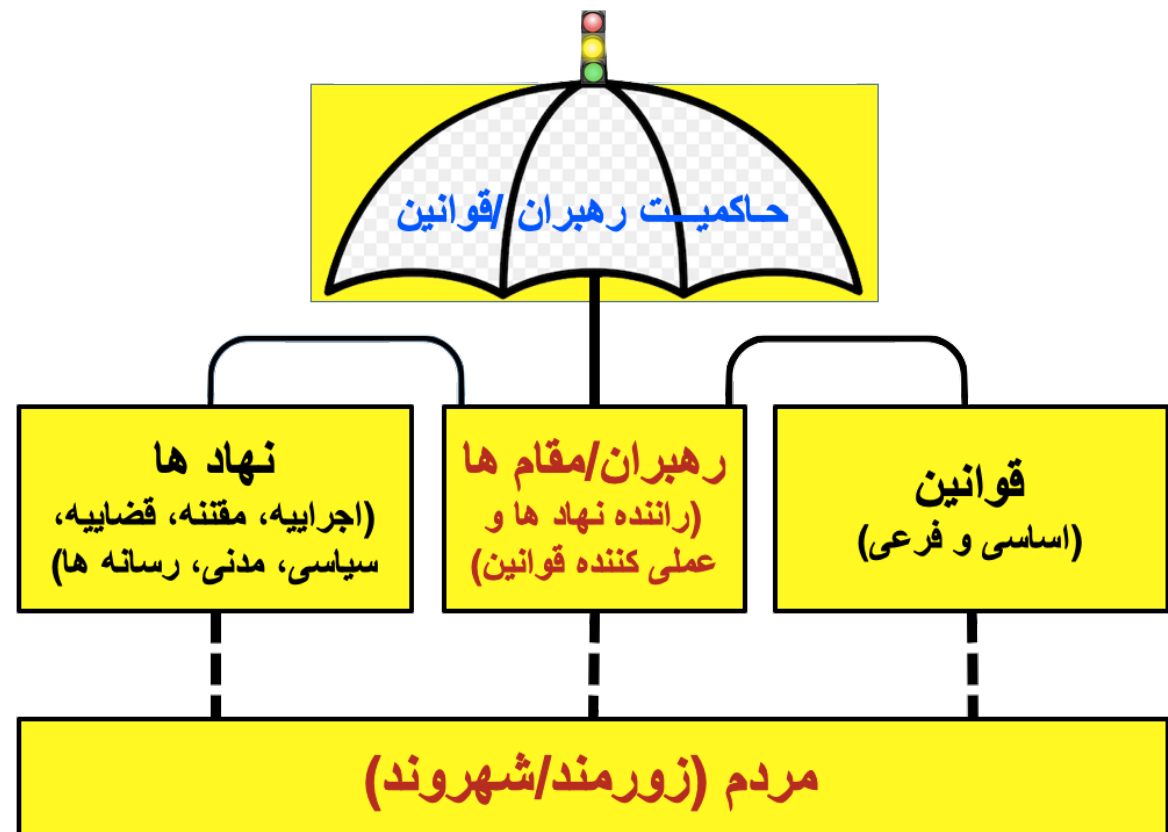 حاکمیت رهبران /قوانین
قوانین
(اساسی و فرعی)
رهبران/مقام ها
(راننده نهاد ها و
عملی کننده قوانین)
نهاد ها
(اجراییه، مقننه، قضاییه،
سیاسی، مدنی، رسانه ها)
مردم (زورمند/شهروند)